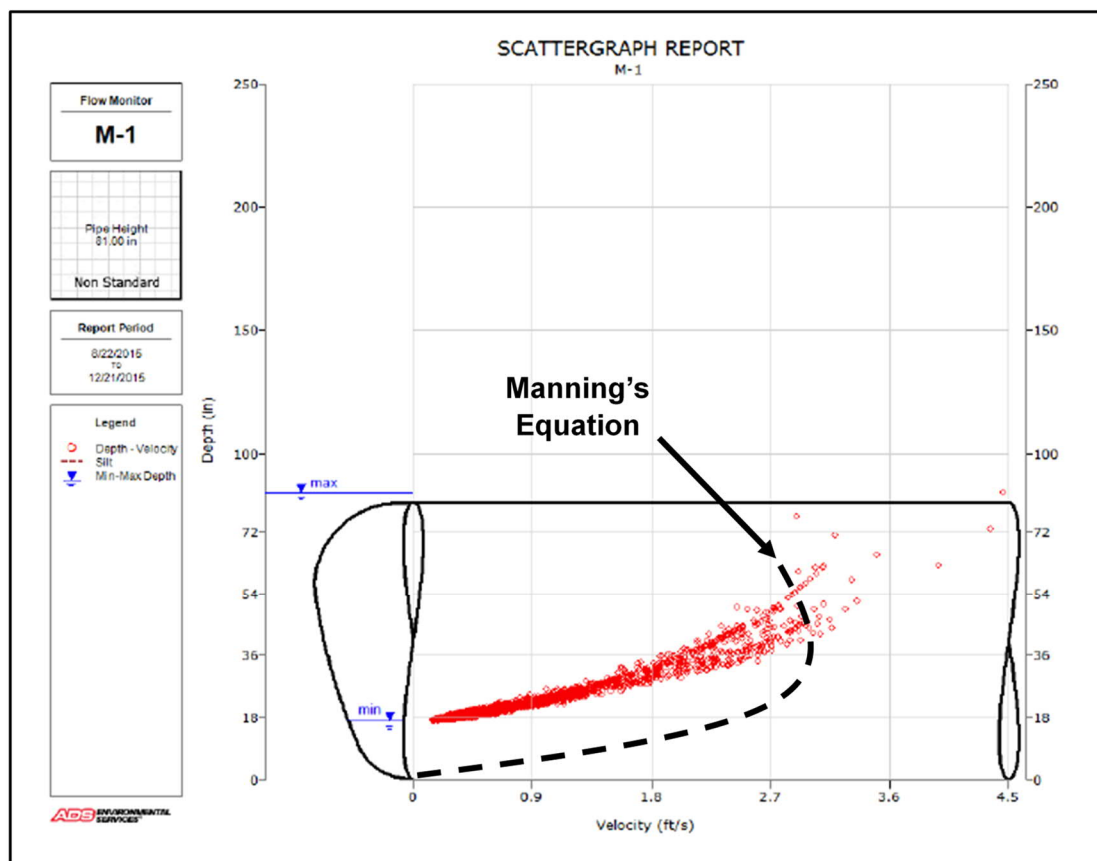 SCATTERGRAPH REPORT
M-1
Flow Monitor
M-1
Pipe Height
81.00 in
Non Standard
Report Period
8/22/2015
TO
12/21/2015
Legend
Depth - Velocity
Silt
Min-Max Depth
ADS ENVIRONMENTAL
SERVICES
Depth (in)
250
200
150
100
72
54
36
18
0
max
min
Manning's
Equation
250
200
150
100
72
54
36
18
0
0 0.9 1.8 2.7 3.6 4.5
Velocity (ft/s)